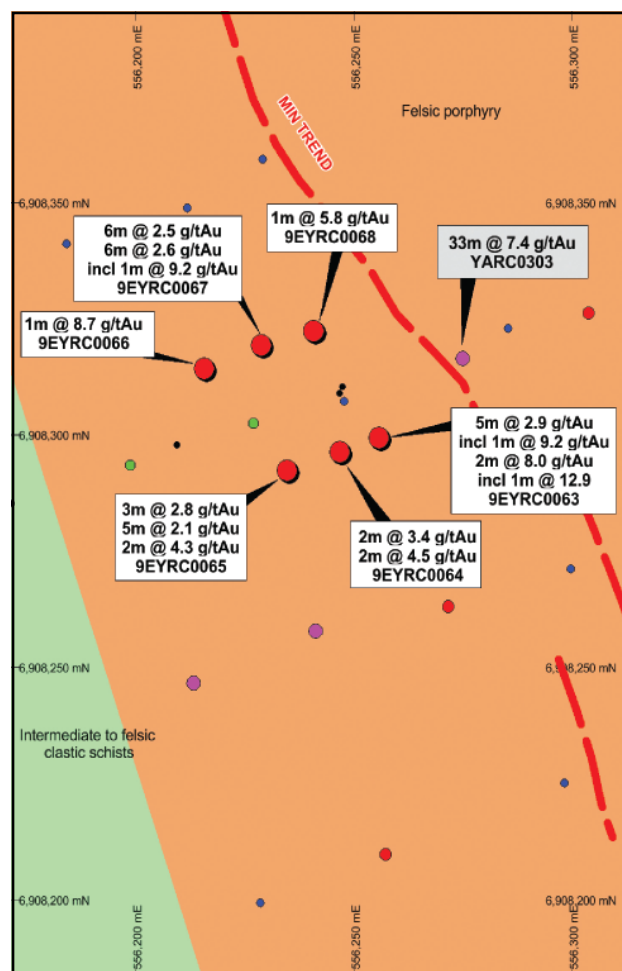 556,200 mE
556,250 mE
556,300 mE
Felsic porphyry
MIN TREND
6,908,350 mN
6,908,350 mN
6m @ 2.5 g/tAu
6m @ 2.6 g/tAu
incl 1m @ 9.2 g/tAu
9EYRC0067
1m @ 5.8 g/tAu
9EYRC0068
33m @ 7.4 g/tAu
YARC0303
1m @ 8.7 g/tAu
9EYRC0066
6,908,300 mN
6,908,300 mN
5m @ 2.9 g/tAu
incl 1m @ 9.2 g/tAu
2m @ 8.0 g/tAu
incl 1m @ 12.9
9EYRC0063
3m @ 2.8 g/tAu
5m @ 2.1 g/tAu
2m @ 4.3 g/tAu
9EYRC0065
2m @ 3.4 g/tAu
2m @ 4.5 g/tAu
9EYRC0064
6,908,250 mN
6,908,250 mN
Intermediate to felsic
clastic schists
6,908,200 mN
6,908,200 mN
556,200 mE
556,250 mE
556,300 mE